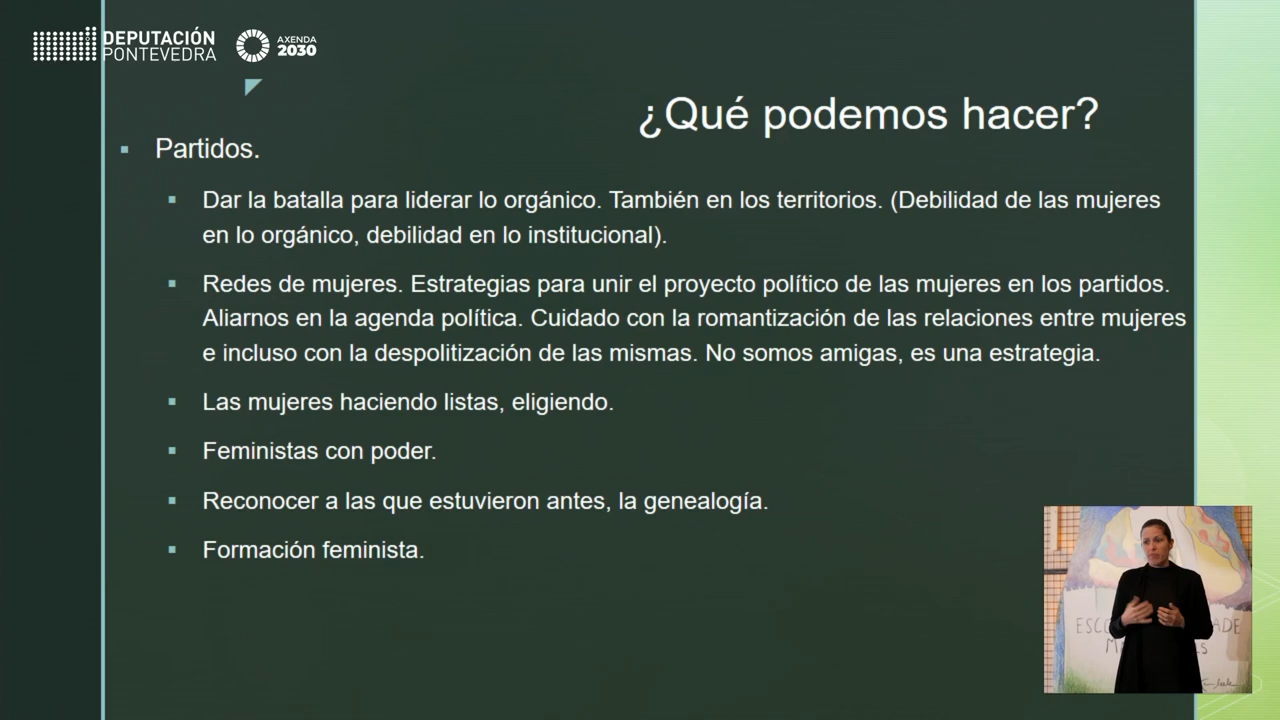 DEPUTACIÓN
PONTEVEDRA
AXENDA
2030
¿Qué podemos hacer?
▪ Partidos.
▪ Dar la batalla para liderar lo orgánico. También en los territorios. (Debilidad de las mujeres
en lo orgánico, debilidad en lo institucional).
▪ Redes de mujeres. Estrategias para unir el proyecto político de las mujeres en los partidos.
Aliarnos en la agenda política. Cuidado con la romantización de las relaciones entre mujeres
e incluso con la despolitización de las mismas. No somos amigas, es una estrategia.
▪ Las mujeres haciendo listas, eligiendo.
▪ Feministas con poder.
▪ Reconocer a las que estuvieron antes, la genealogía.
▪ Formación feminista.